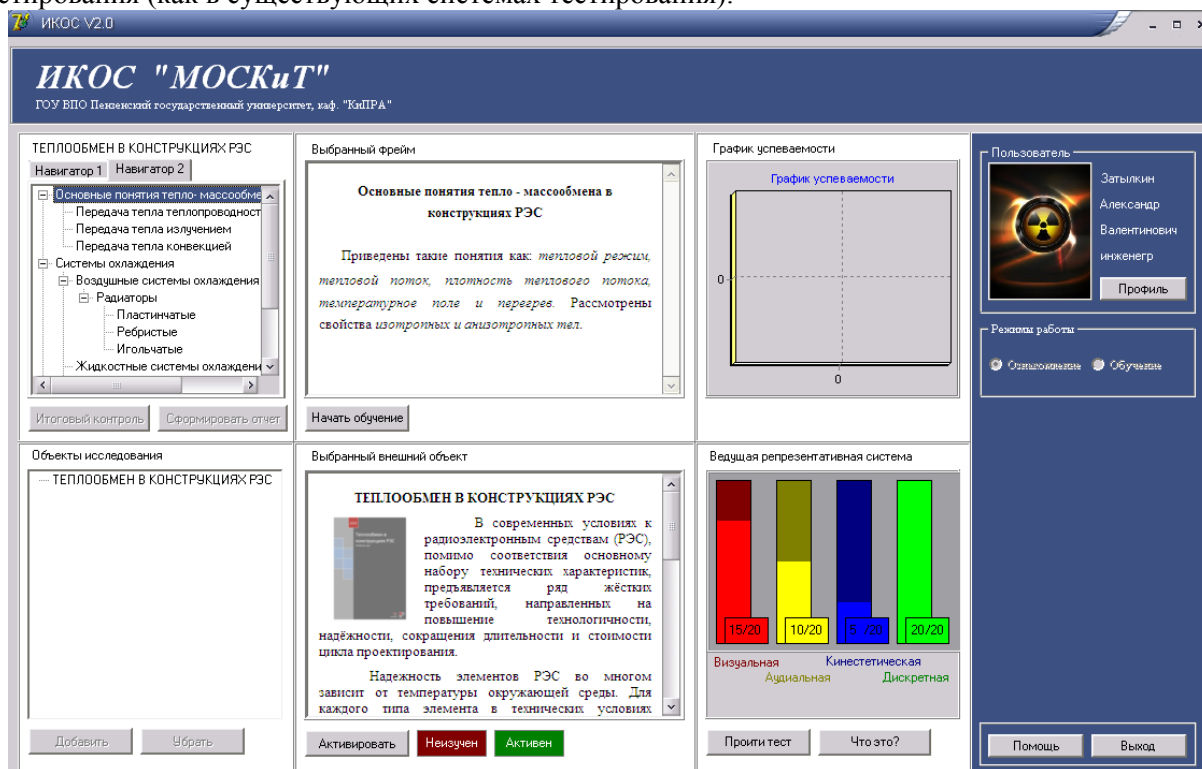 стирования (как в существующих системах тестирования).
ИКОС V2.0
ИКОС "МОСКиТ"
ГОУ ВПО Пензенский государственный университет, каф. "КиПРА"
ТЕПЛООБМЕН В КОНСТРУКЦИЯХ РЭС
Навигатор 1 Навигатор 2
Основные понятия тепло- массообме
Передача тепла теплопроводност
Передача тепла излучением
Передача тепла конвекцией
Системы охлаждения
Воздушные системы охлаждения
Радиаторы
Пластинчатые
Ребристые
Игольчатые
Жидкостные системы охлаждени
Итоговый контроль Сформировать отчет
Выбранный фрейм
Основные понятия тепло - массообмена в
конструкциях РЭС
Приведены такие понятия как: тепловой режим,
тепловой поток, плотность теплового потока,
температурное поле и перегрев. Рассмотрены
свойства изотропных и анизотропных тел.
Начать обучение
График успеваемости
График успеваемости
0
0
Пользователь
Затылкин
Александр
Валентинович
инженегр
Профиль
Режимы работы
Ознакомление Обучение
Объекты исследования
ТЕПЛООБМЕН В КОНСТРУКЦИЯХ РЭС
Добавить Убрать
Выбранный внешний объект
ТЕПЛООБМЕН В КОНСТРУКЦИЯХ РЭС
В современных условиях к
радиоэлектронным средствам (РЭС),
помимо соответствия основному
набору технических характеристик,
предъявляется ряд жёстких
требований, направленных на
повышение технологичности,
надёжности, сокращения длительности и стоимости
цикла проектирования.
Надежность элементов РЭС во многом
зависит от температуры окружающей среды. Для
каждого типа элемента в технических условиях
Активировать Неизучен Активен
Ведущая репрезентативная система
15/20 10/20 5 /20 20/20
Визуальная Кинестетическая
Аудиальная Дискретная
Проити тест Что это?
Помощь Выход